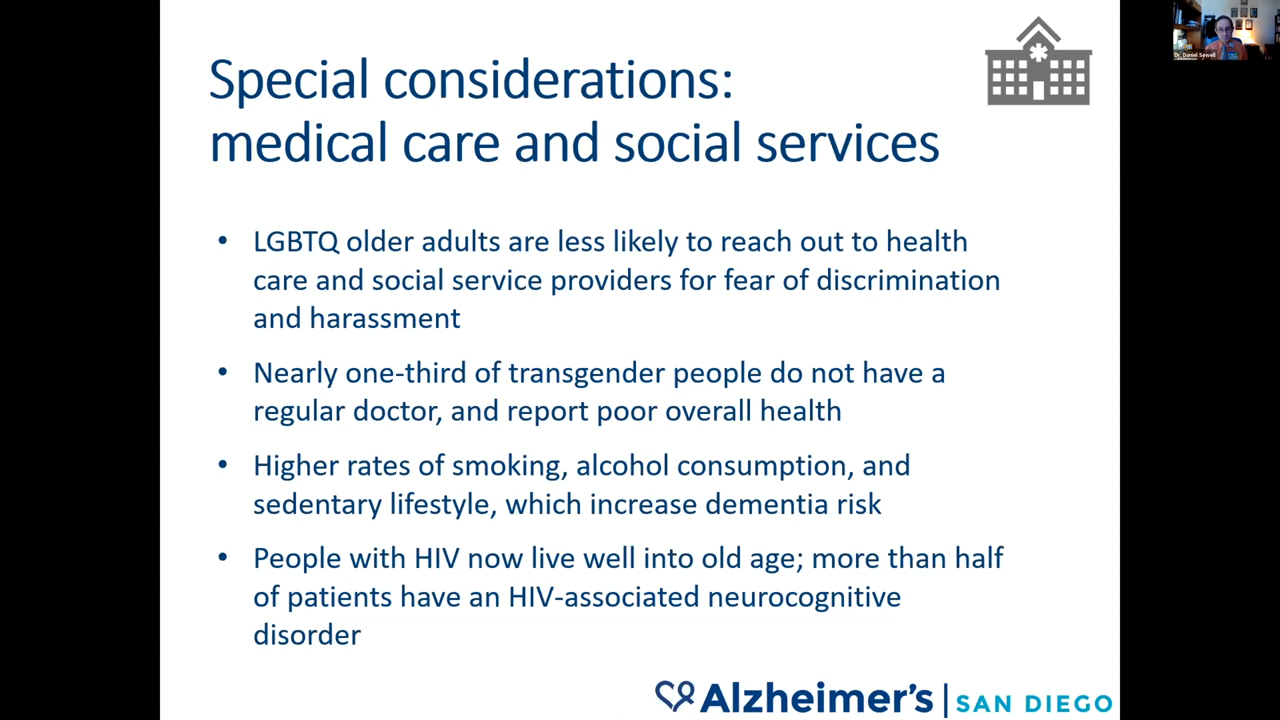 Special considerations:
medical care and social services
• LGBTQ older adults are less likely to reach out to health
care and social service providers for fear of discrimination
and harassment
• Nearly one-third of transgender people do not have a
regular doctor, and report poor overall health
• Higher rates of smoking, alcohol consumption, and
sedentary lifestyle, which increase dementia risk
• People with HIV now live well into old age; more than half
of patients have an HIV-associated neurocognitive
disorder
Alzheimer's | SAN DIEGO
Dr. Daniel Sewell